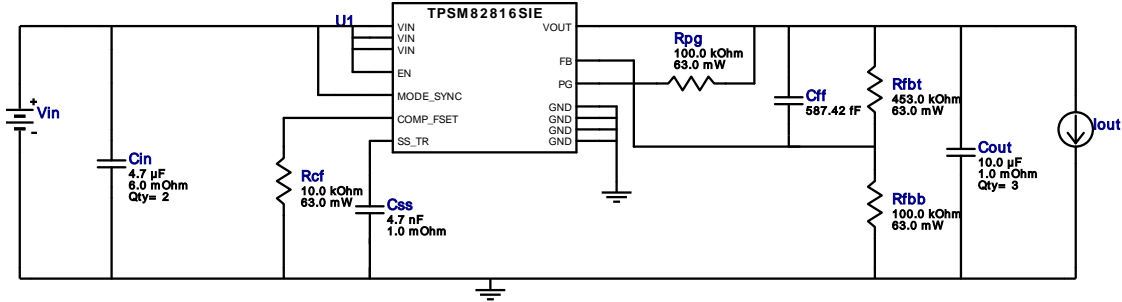 TPSM82816SIE
U1
VIN
VIN
VIN
EN
MODE_SYNC
COMP_FSET
SS_TR
VOUT
FB
PG
GND
GND
GND
GND
+
Vin
-
Cin
4.7 µF
6.0 mOhm
Qty= 2
Rcf
10.0 kOhm
63.0 mW
Css
4.7 nF
1.0 mOhm
Rpg
100.0 kOhm
63.0 mW
Cff
587.42 fF
Rfbt
453.0 kOhm
63.0 mW
Rfbb
100.0 kOhm
63.0 mW
Cout
10.0 µF
1.0 mOhm
Qty= 3
Iout